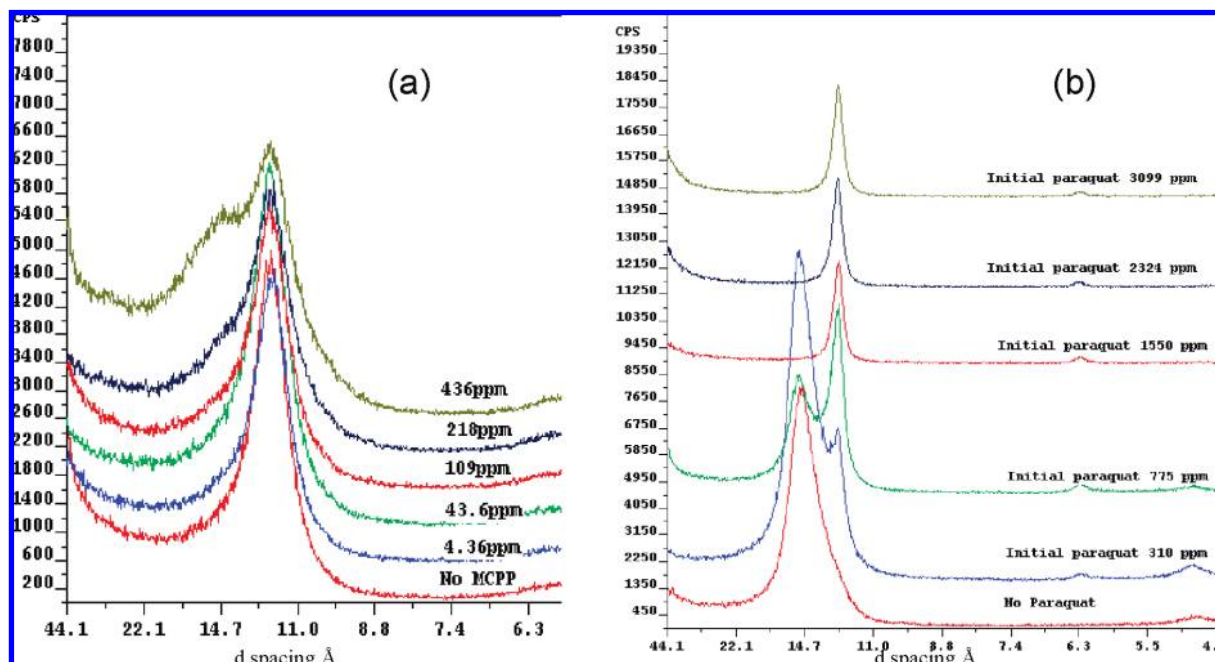 CPS
7800
7400
7000
6600
6200
5800
5400
5000
4600
4200
3800
3400
3000
2600
2200
1800
1400
1000
600
200
(a)
436ppm
218ppm
109ppm
43.6ppm
4.36ppm
No MCPP
44.1 22.1 14.7 11.0 8.8 7.4 6.3
d spacing Å
CPS
19350
18450
17550
16650
15750
14850
13950
13050
12150
11250
10350
9450
8550
7650
6750
5850
4950
4050
3150
2250
1350
450
(b)
Initial paraquat 3099 ppm
Initial paraquat 2324 ppm
Initial paraquat 1550 ppm
Initial paraquat 775 ppm
Initial paraquat 310 ppm
No Paraquat
44.1 22.1 14.7 11.0 8.8 7.4 6.3 5.5 4.
d spacing Å